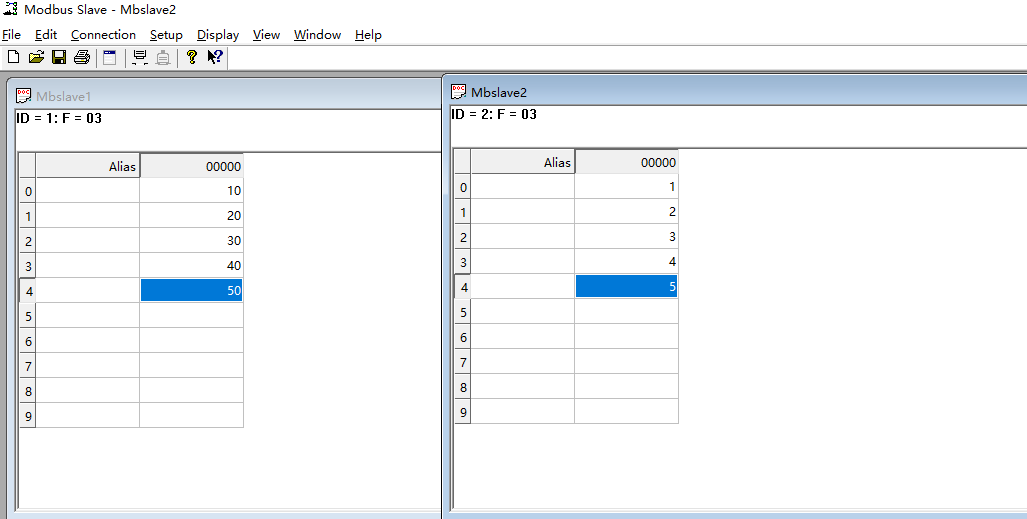 Modbus Slave - Mbslave2
File Edit Connection Setup Display View Window Help
Mbslave1
ID = 1: F = 03
Alias 00000
0 10
1 20
2 30
3 40
4 50
5
6
7
8
9
Mbslave2
ID = 2: F = 03
Alias 00000
0 1
1 2
2 3
3 4
4 5
5
6
7
8
9